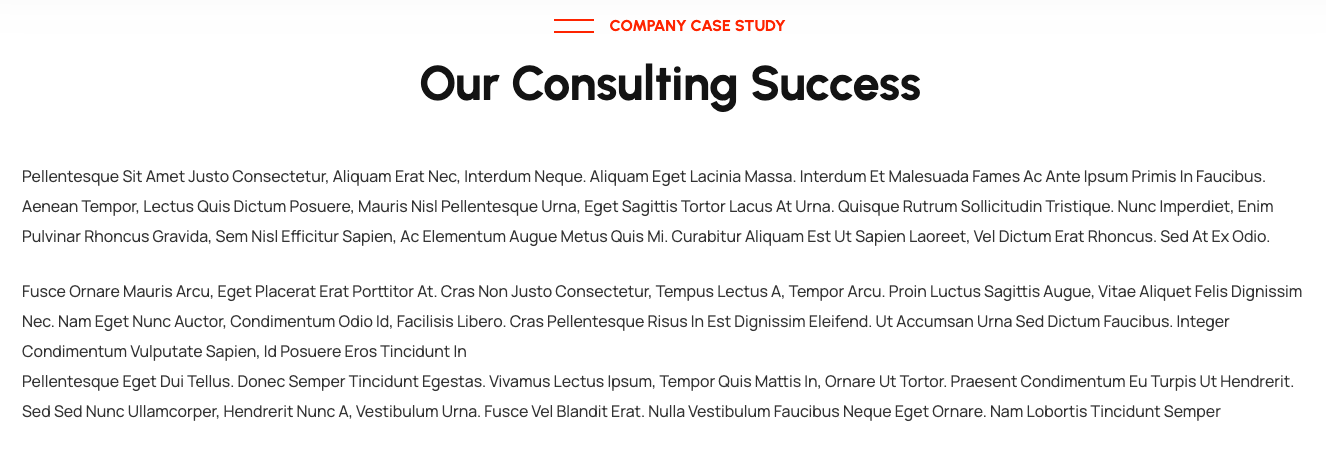 COMPANY CASE STUDY
Our Consulting Success
Pellentesque Sit Amet Justo Consectetur, Aliquam Erat Nec, Interdum Neque. Aliquam Eget Lacinia Massa. Interdum Et Malesuada Fames Ac Ante Ipsum Primis In Faucibus.
Aenean Tempor, Lectus Quis Dictum Posuere, Mauris Nisl Pellentesque Urna, Eget Sagittis Tortor Lacus At Urna. Quisque Rutrum Sollicitudin Tristique. Nunc Imperdiet, Enim
Pulvinar Rhoncus Gravida, Sem Nisl Efficitur Sapien, Ac Elementum Augue Metus Quis Mi. Curabitur Aliquam Est Ut Sapien Laoreet, Vel Dictum Erat Rhoncus. Sed At Ex Odio.
Fusce Ornare Mauris Arcu, Eget Placerat Erat Porttitor At. Cras Non Justo Consectetur, Tempus Lectus A, Tempor Arcu. Proin Luctus Sagittis Augue, Vitae Aliquet Felis Dignissim
Nec. Nam Eget Nunc Auctor, Condimentum Odio Id, Facilisis Libero. Cras Pellentesque Risus In Est Dignissim Eleifend. Ut Accumsan Urna Sed Dictum Faucibus. Integer
Condimentum Vulputate Sapien, Id Posuere Eros Tincidunt In
Pellentesque Eget Dui Tellus. Donec Semper Tincidunt Egestas. Vivamus Lectus Ipsum, Tempor Quis Mattis In, Ornare Ut Tortor. Praesent Condimentum Eu Turpis Ut Hendrerit.
Sed Sed Nunc Ullamcorper, Hendrerit Nunc A, Vestibulum Urna. Fusce Vel Blandit Erat. Nulla Vestibulum Faucibus Neque Eget Ornare. Nam Lobortis Tincidunt Semper